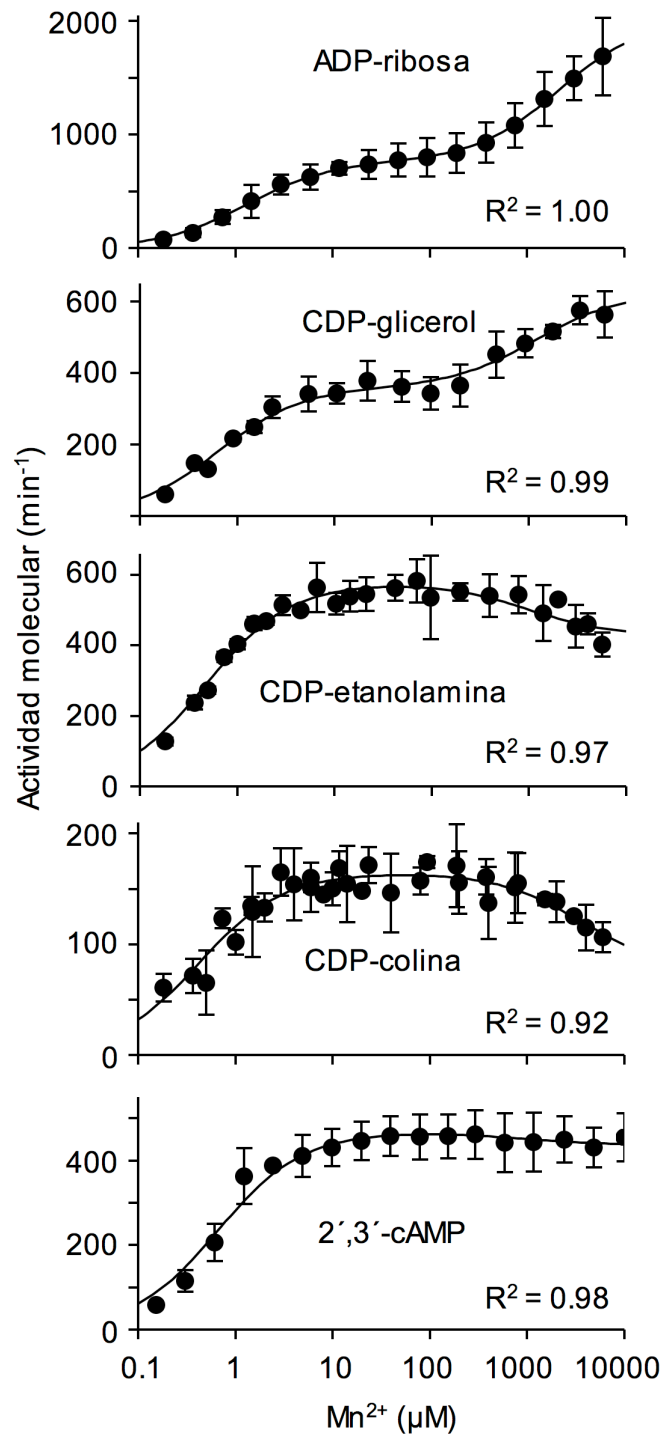 Actividad molecular (min⁻¹)
2000
1000
0
ADP-ribosa
R² = 1.00
600
400
200
CDP-glicerol
R² = 0.99
600
400
200
0
CDP-etanolamina
R² = 0.97
200
100
0
CDP-colina
R² = 0.92
400
200
0
2´,3´-cAMP
R² = 0.98
0.1 1 10 100 1000 10000
Mn²⁺ (µM)